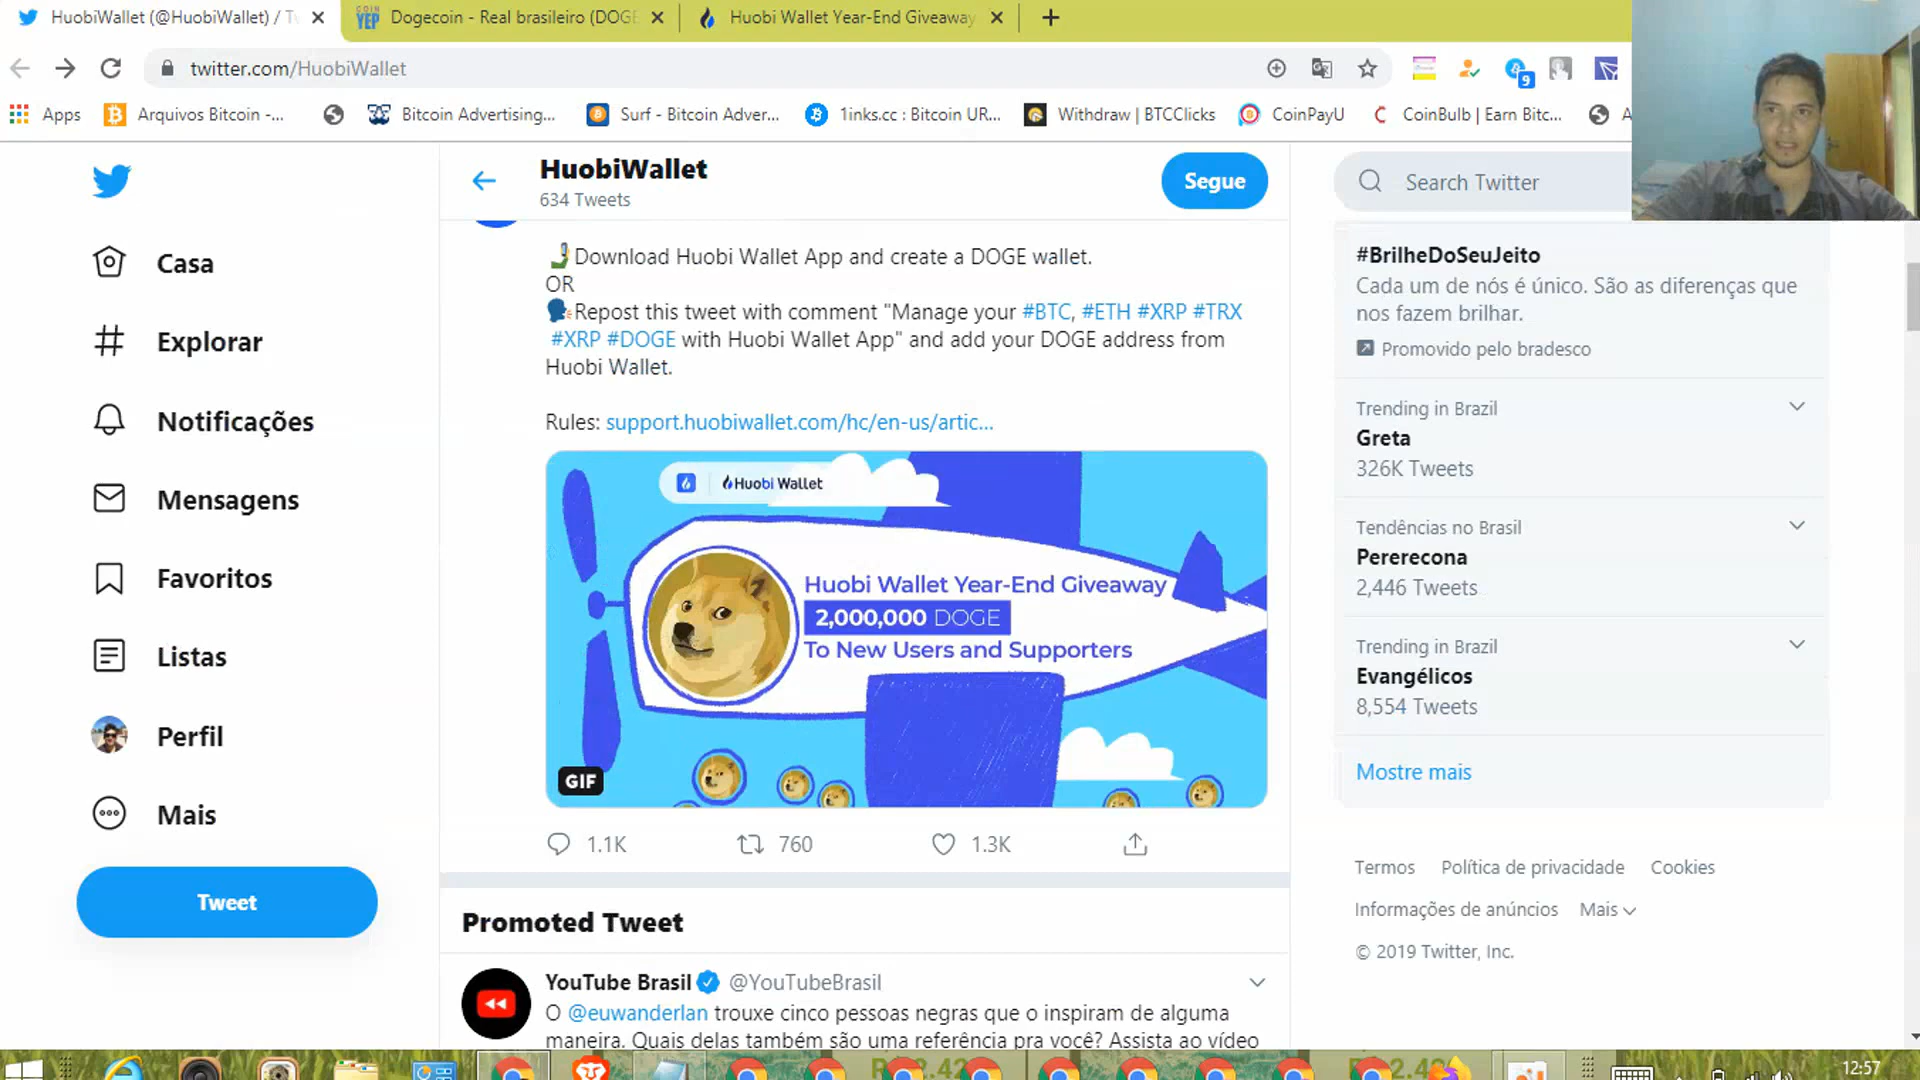 HuobiWallet (@HuobiWallet) / Tw
Dogecoin - Real brasileiro (DOGE
Huobi Wallet Year-End Giveaway
twitter.com/HuobiWallet
9
Apps
Arquivos Bitcoin -...
Bitcoin Advertising...
Surf - Bitcoin Adver...
1inks.cc : Bitcoin UR...
Withdraw | BTCClicks
CoinPayU
CoinBulb | Earn Bitc...
HuobiWallet
634 Tweets
Segue
Search Twitter
Casa
Explorar
Notificações
Mensagens
Favoritos
Listas
Perfil
Mais
Tweet
Download Huobi Wallet App and create a DOGE wallet.
OR
Repost this tweet with comment "Manage your #BTC, #ETH #XRP #TRX
#XRP #DOGE with Huobi Wallet App" and add your DOGE address from
Huobi Wallet.
Rules: support.huobiwallet.com/hc/en-us/artic...
Huobi Wallet
Huobi Wallet Year-End Giveaway
2,000,000 DOGE
To New Users and Supporters
GIF
1.1K
760
1.3K
Promoted Tweet
YouTube Brasil @YouTubeBrasil
O @euwanderlan trouxe cinco pessoas negras que o inspiram de alguma
maneira. Quais delas também são uma referência pra você? Assista ao vídeo
#BrilheDoSeuJeito
Cada um de nós é único. São as diferenças que
nos fazem brilhar.
Promovido pelo bradesco
Trending in Brazil
Greta
326K Tweets
Tendências no Brasil
Pererecona
2,446 Tweets
Trending in Brazil
Evangélicos
8,554 Tweets
Mostre mais
Termos Política de privacidade Cookies
Informações de anúncios Mais
© 2019 Twitter, Inc.
12:57